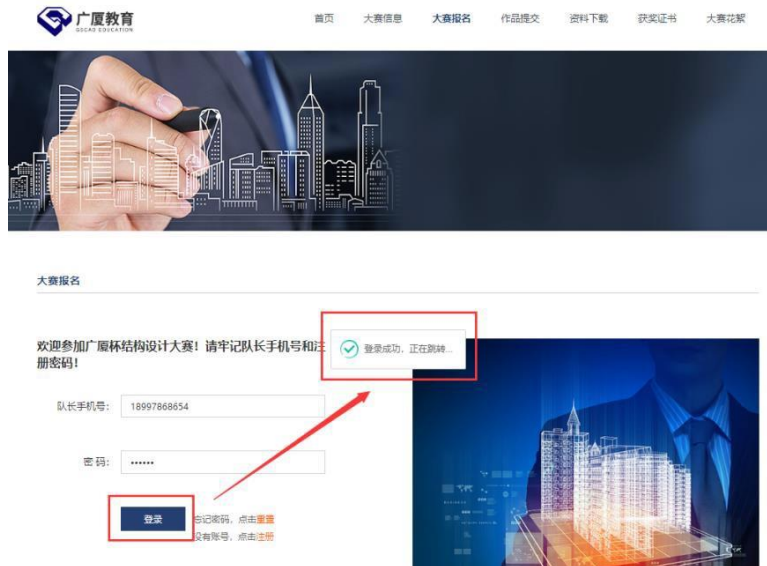 广厦教育
GSCAD EDUCATION
首页 大赛信息 大赛报名 作品提交 资料下载 获奖证书 大赛花絮
大赛报名
欢迎参加广厦杯结构设计大赛！请牢记队长手机号和注
册密码！
登录成功，正在跳转...
队长手机号： 18997868654
密 码： ••••••
登录
忘记密码，点击重置
没有账号，点击注册